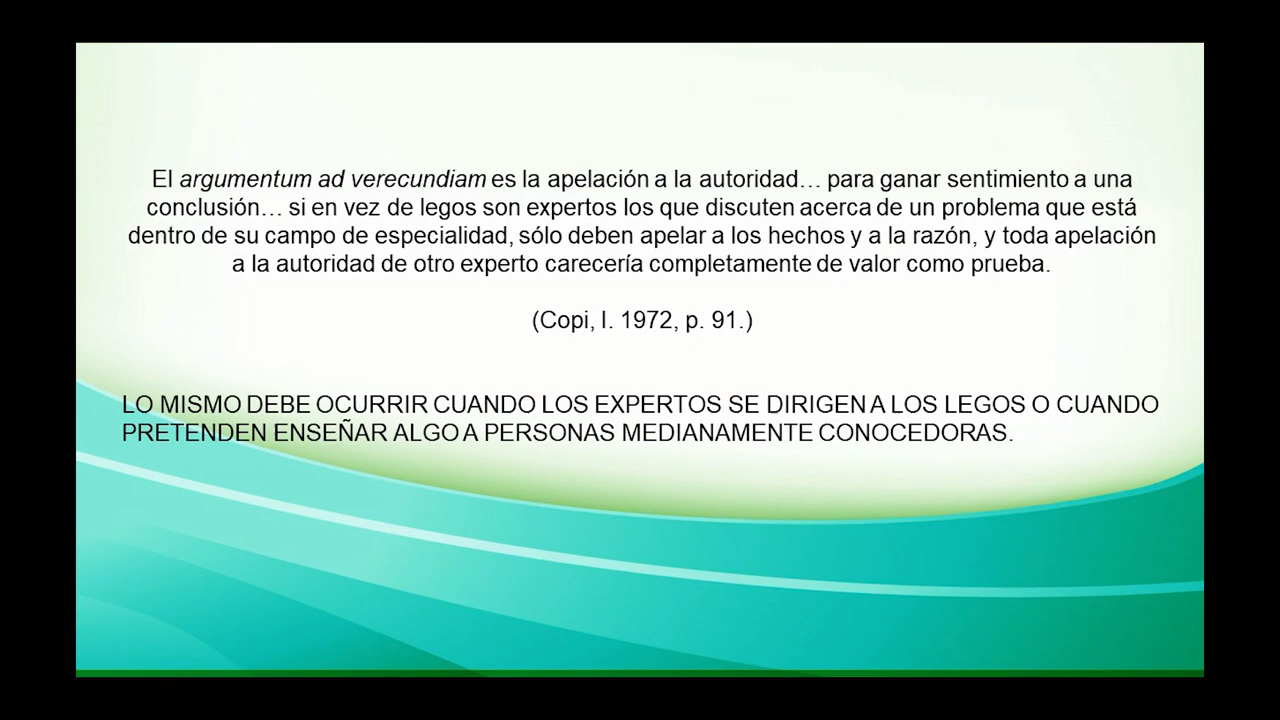 El argumentum ad verecundiam es la apelación a la autoridad… para ganar sentimiento a una
conclusión… si en vez de legos son expertos los que discuten acerca de un problema que está
dentro de su campo de especialidad, sólo deben apelar a los hechos y a la razón, y toda apelación
a la autoridad de otro experto carecería completamente de valor como prueba.
(Copi, I. 1972, p. 91.)
LO MISMO DEBE OCURRIR CUANDO LOS EXPERTOS SE DIRIGEN A LOS LEGOS O CUANDO
PRETENDEN ENSEÑAR ALGO A PERSONAS MEDIANAMENTE CONOCEDORAS.